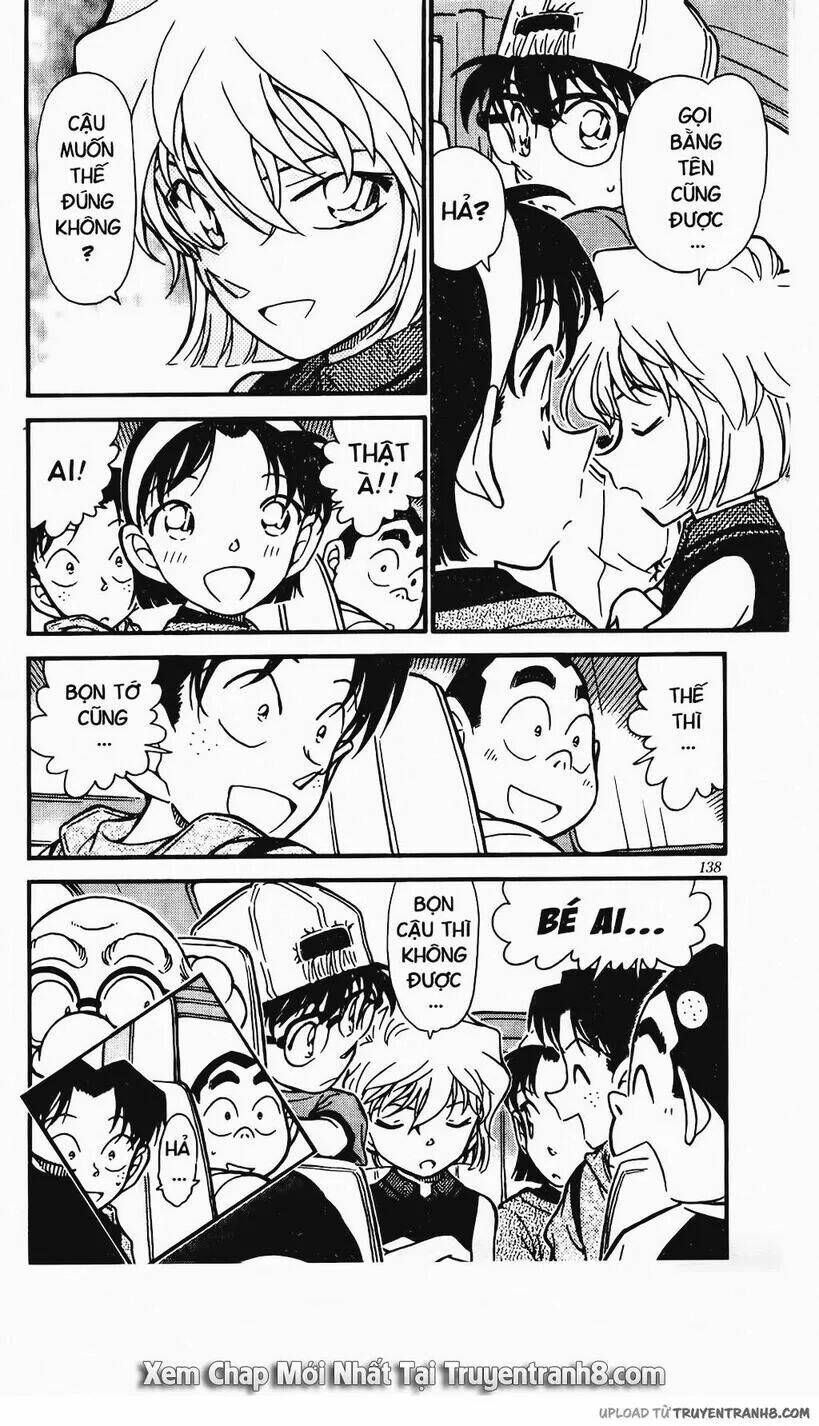 GỌI
BẰNG
TÊN
CŨNG
ĐƯỢC
...
HẢ?
CẬU
MUỐN
THẾ
ĐÚNG
KHÔNG
?
THẬT
À!!
AI!
THẾ
THÌ
...
BỌN TỚ
CŨNG
...
138
BÉ AI...
BỌN
CẬU THÌ
KHÔNG
ĐƯỢC
...
HẢ
...
Xem Chap Mới Nhất Tại Truyentranh8.com
UPLOAD TỪ TRUYENTRANH8.COM